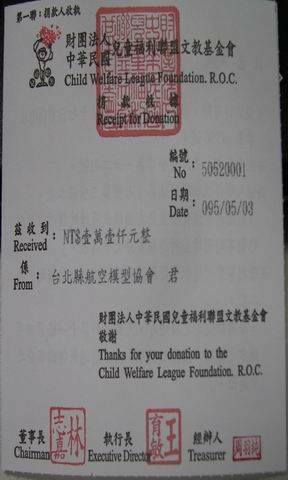 第一聯：捐款人收執
財團法人
中華民國兒童福利聯盟文教基金會
Child Welfare League Foundation, R.O.C.
捐款收據
Receipt for Donation
編號
No : 50520001
日期
Date : 095/05/03
茲收到
Received : NT$壹萬壹仟元整
係
From : 台北縣航空模型協會 君
財團法人中華民國兒童福利聯盟文教基金會
敬謝
Thanks for your donation to the
Child Welfare League Foundation, R.O.C.
董事長 林志嘉
Chairman
執行長 王育敏
Executive Director
經辦人
Treasurer